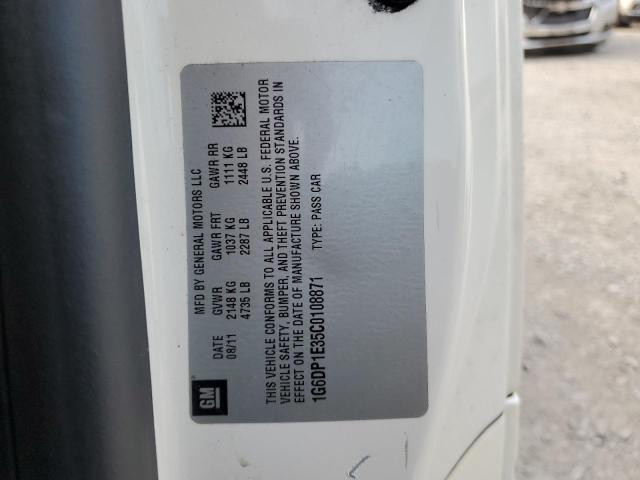 GM
MFD BY GENERAL MOTORS LLC
DATE GVWR GAWR FRT GAWR RR
08/11 2148 KG 1037 KG 1111 KG
4735 LB 2287 LB 2448 LB
THIS VEHICLE CONFORMS TO ALL APPLICABLE U.S. FEDERAL MOTOR
VEHICLE SAFETY, BUMPER, AND THEFT PREVENTION STANDARDS IN
EFFECT ON THE DATE OF MANUFACTURE SHOWN ABOVE.
1G6DP1E35C0108871 TYPE: PASS CAR